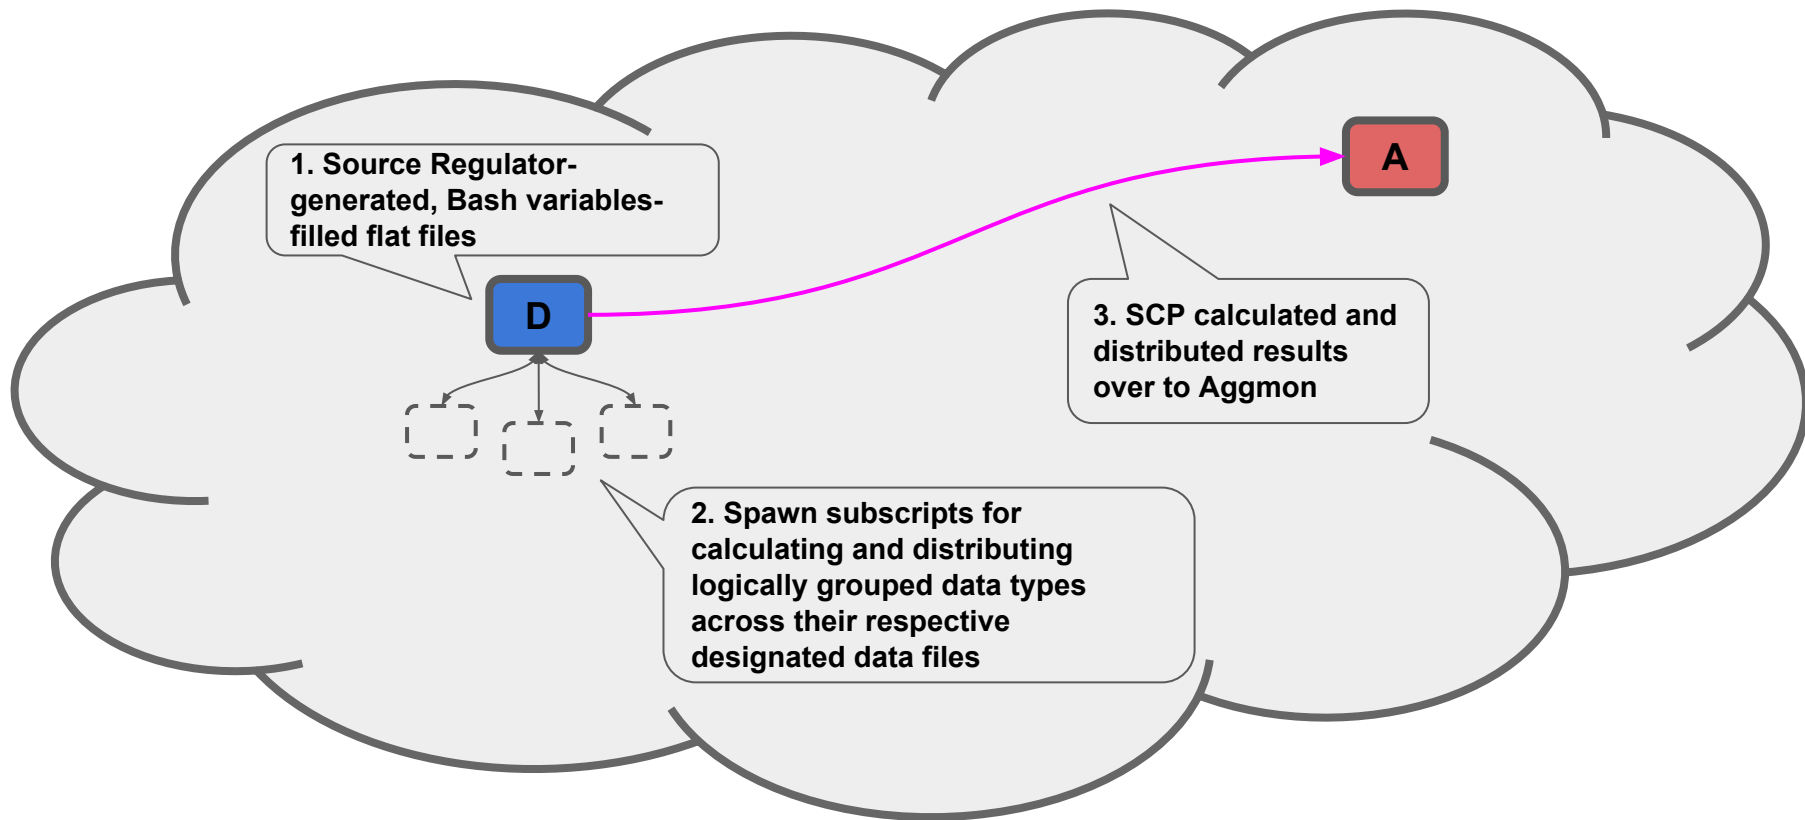 1. Source Regulator-
generated, Bash variables-
filled flat files
A
D
3. SCP calculated and
distributed results
over to Aggmon
2. Spawn subscripts for
calculating and distributing
logically grouped data types
across their respective
designated data files